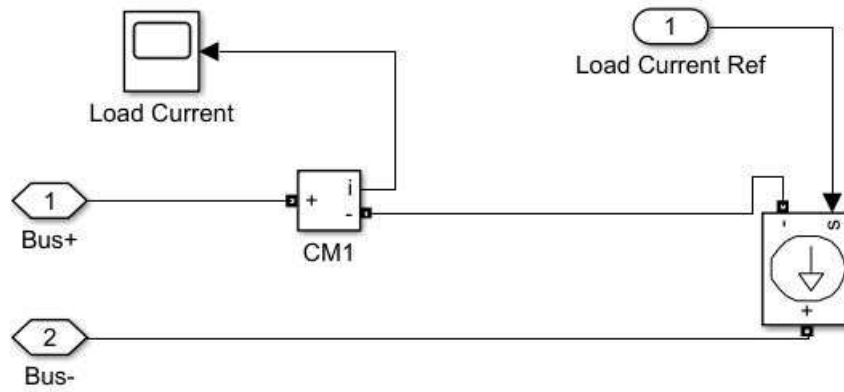 1
Load Current Ref
Load Current
1
Bus+
+
i
-
CM1
-
s
+
2
Bus-